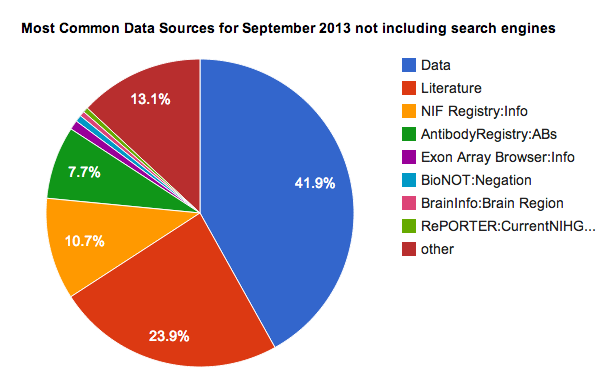 Most Common Data Sources for September 2013 not including search engines
Data
Literature
NIF Registry:Info
AntibodyRegistry:ABs
Exon Array Browser:Info
BioNOT:Negation
BrainInfo:Brain Region
RePORTER:CurrentNIHG...
other
13.1%
41.9%
7.7%
10.7%
23.9%